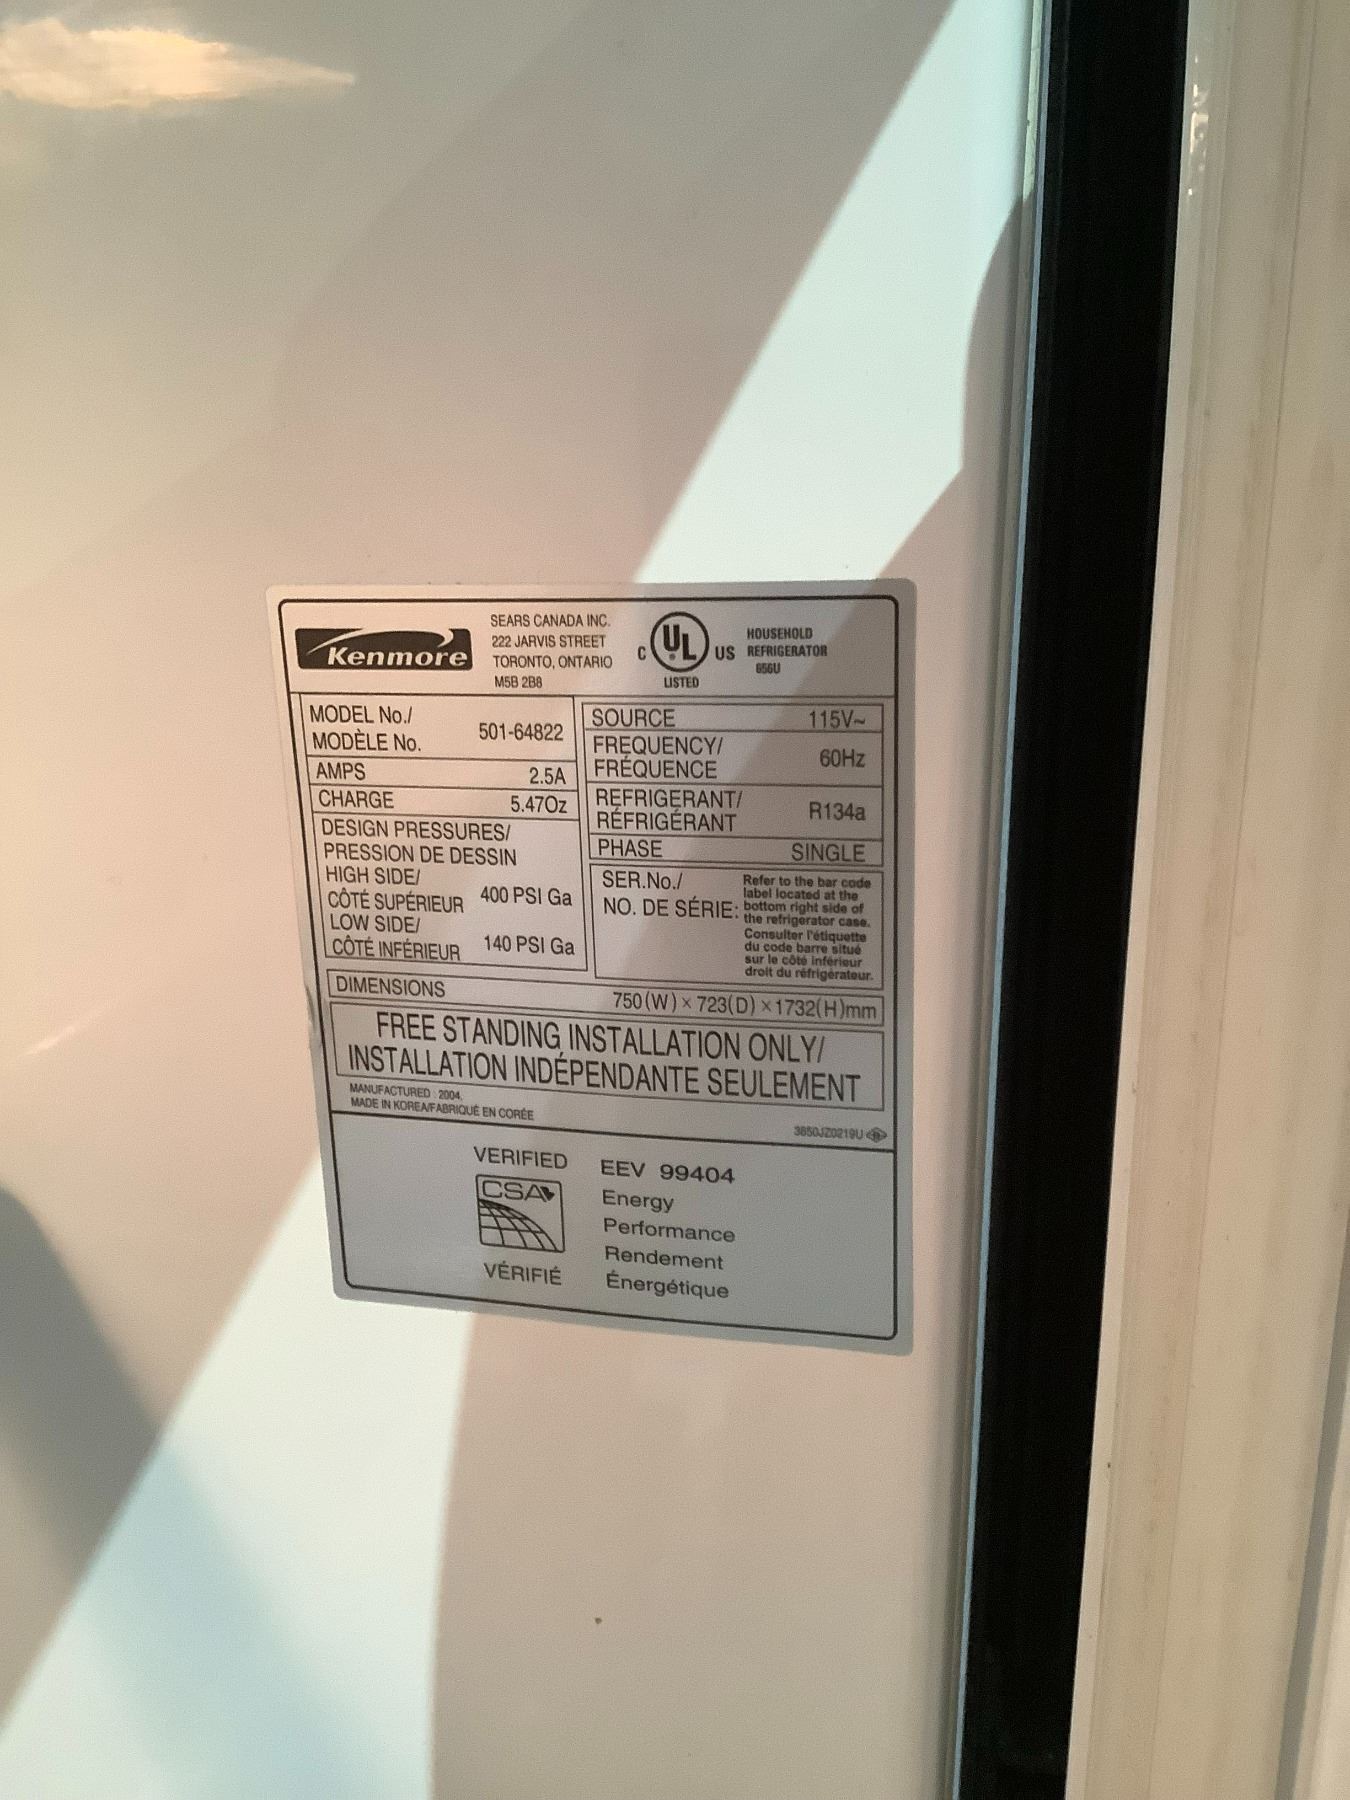 Kenmore
SEARS CANADA INC.
222 JARVIS STREET
TORONTO, ONTARIO
M5B 2B8
C UL US
LISTED
HOUSEHOLD
REFRIGERATOR
656U
MODEL No./
MODÈLE No. 501-64822
AMPS 2.5A
CHARGE 5.47Oz
DESIGN PRESSURES/
PRESSION DE DESSIN
HIGH SIDE/
CÔTÉ SUPÉRIEUR 400 PSI Ga
LOW SIDE/
CÔTÉ INFÉRIEUR 140 PSI Ga
SOURCE 115V~
FREQUENCY/
FRÉQUENCE 60Hz
REFRIGERANT/
RÉFRIGÉRANT R134a
PHASE SINGLE
SER.No./
NO. DE SÉRIE:
Refer to the bar code
label located at the
bottom right side of
the refrigerator case.
Consulter l'étiquette
du code barre situé
sur le côté inférieur
droit du réfrigérateur.
DIMENSIONS 750(W)×723(D)×1732(H)mm
FREE STANDING INSTALLATION ONLY/
INSTALLATION INDÉPENDANTE SEULEMENT
MANUFACTURED : 2004.
MADE IN KOREA/FABRIQUÉ EN CORÉE
3850JZ0219U
VERIFIED
CSA
VÉRIFIÉ
EEV 99404
Energy
Performance
Rendement
Énergétique